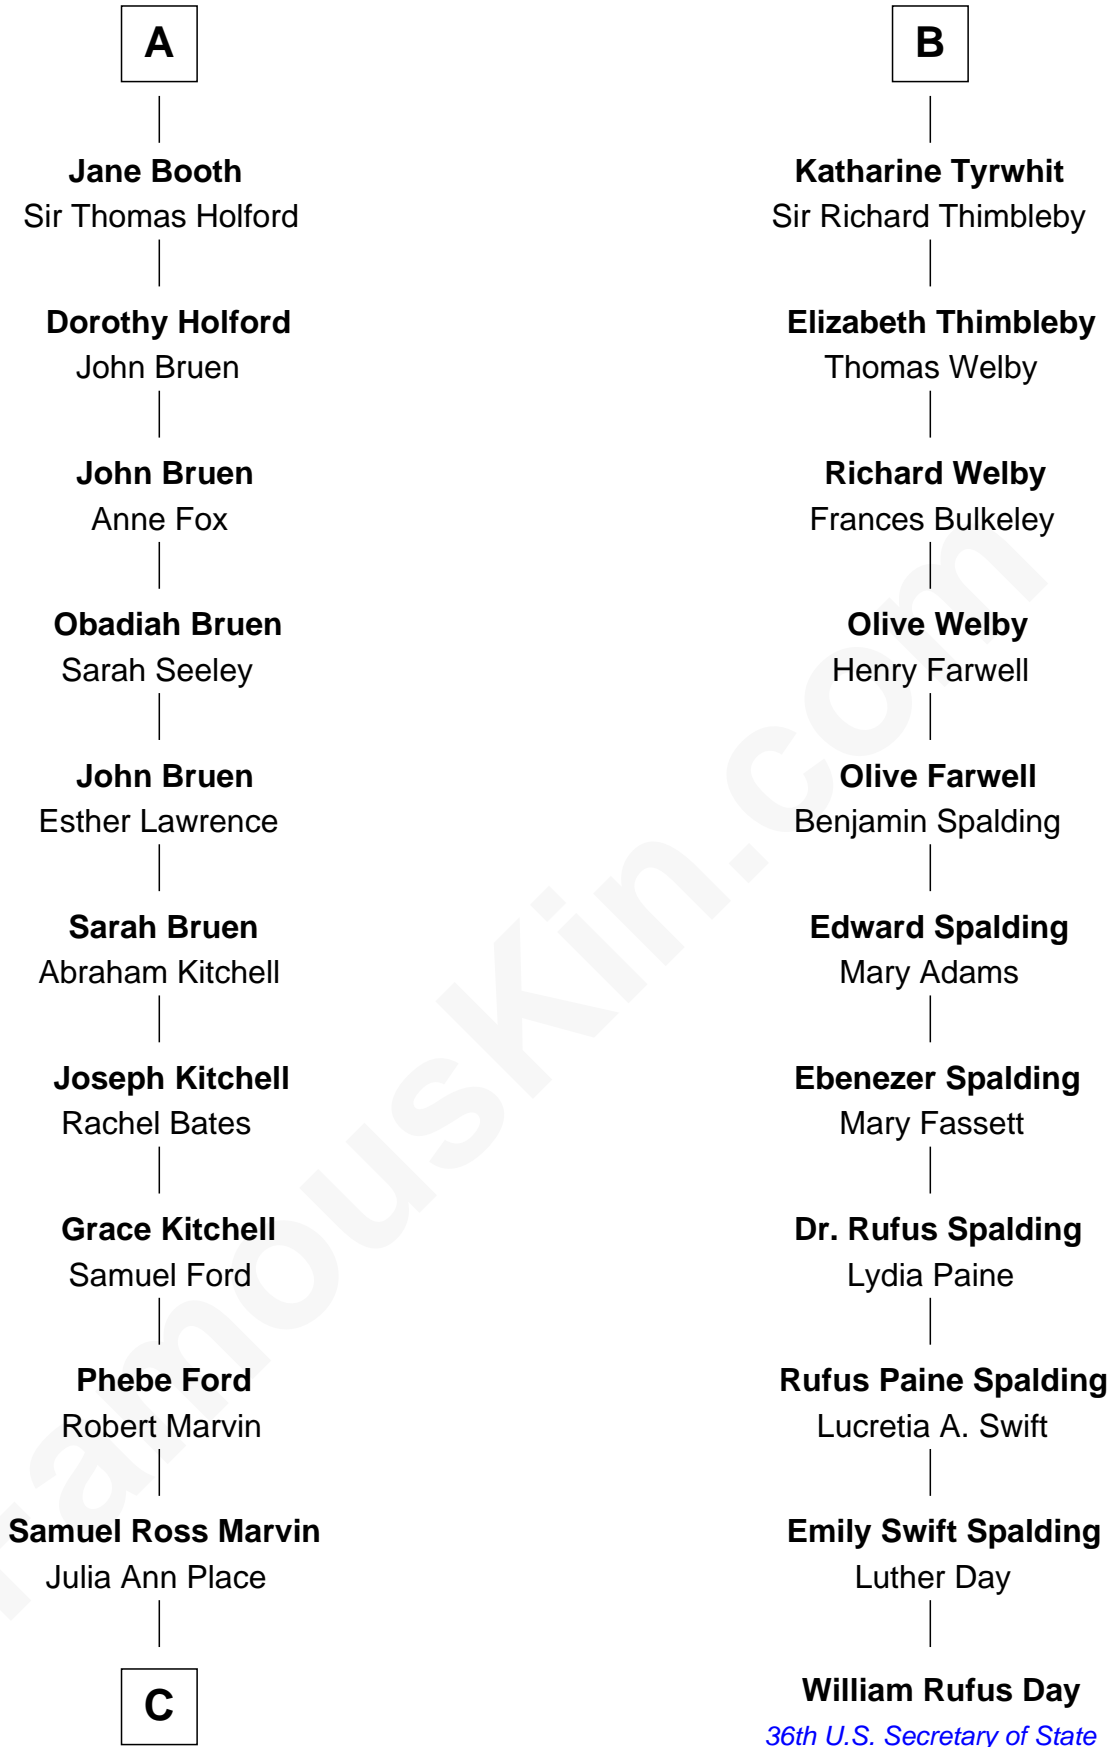 A
Jane Booth
Sir Thomas Holford
Dorothy Holford
John Bruen
John Bruen
Anne Fox
Obadiah Bruen
Sarah Seeley
John Bruen
Esther Lawrence
Sarah Bruen
Abraham Kitchell
Joseph Kitchell
Rachel Bates
Grace Kitchell
Samuel Ford
Phebe Ford
Robert Marvin
Samuel Ross Marvin
Julia Ann Place
C
B
Katharine Tyrwhit
Sir Richard Thimbleby
Elizabeth Thimbleby
Thomas Welby
Richard Welby
Frances Bulkeley
Olive Welby
Henry Farwell
Olive Farwell
Benjamin Spalding
Edward Spalding
Mary Adams
Ebenezer Spalding
Mary Fassett
Dr. Rufus Spalding
Lydia Paine
Rufus Paine Spalding
Lucretia A. Swift
Emily Swift Spalding
Luther Day
William Rufus Day
36th U.S. Secretary of State
FamousKin.com